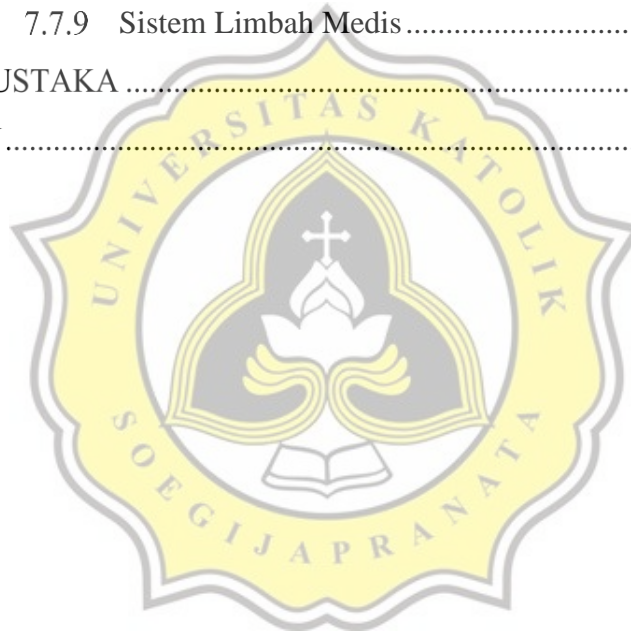 7.7.9 Sistem Limbah Medis ............................
USTAKA ................................................................
................................................................................
UNIVERSITAS KATOLIK
SOEGIJAPRANATA